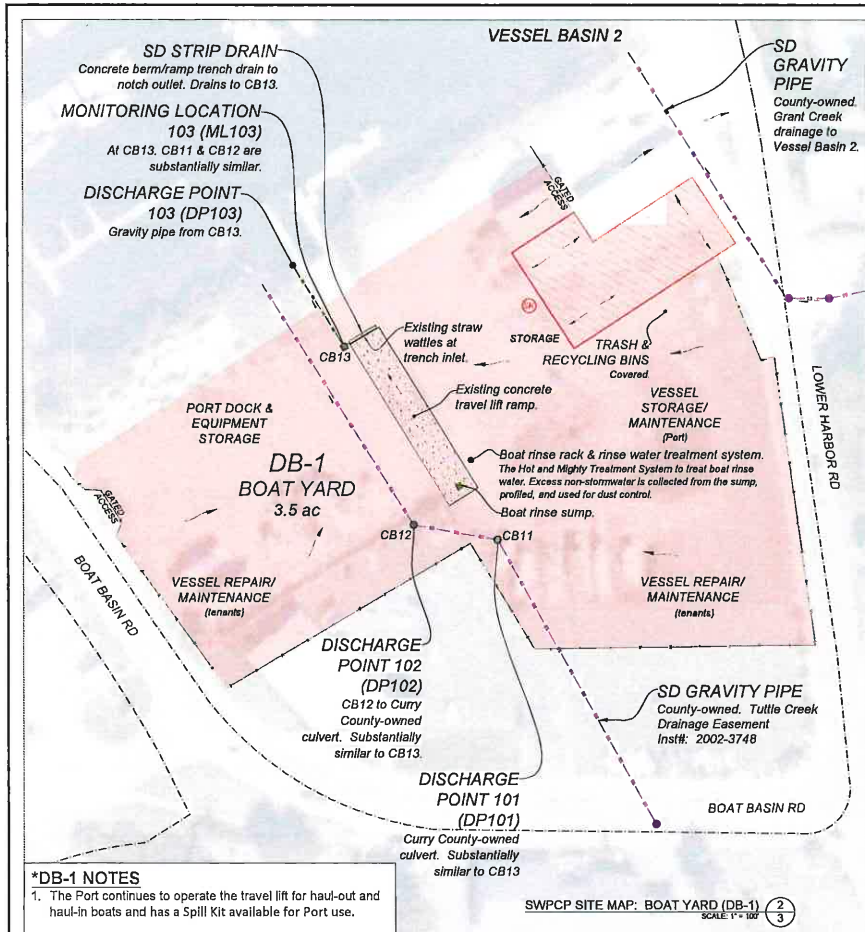 VESSEL BASIN 2
SD STRIP DRAIN
Concrete berm/ramp trench drain to
notch outlet. Drains to CB13.
MONITORING LOCATION
103 (ML103)
At CB13. CB11 & CB12 are
substantially similar.
DISCHARGE POINT
103 (DP103)
Gravity pipe from CB13.
SD
GRAVITY
PIPE
County-owned.
Grant Creek
drainage to
Vessel Basin 2.
GATED
ACCESS
STORAGE
TRASH &
RECYCLING BINS
Covered.
CB13
Existing straw
wattles at
trench inlet.
Existing concrete
travel lift ramp.
VESSEL
STORAGE/
MAINTENANCE
(Port)
LOWER HARBOR RD
PORT DOCK &
EQUIPMENT
STORAGE
DB-1
BOAT YARD
3.5 ac
Boat rinse rack & rinse water treatment system.
The Hot and Mighty Treatment System to treat boat rinse
water. Excess non-stormwater is collected from the sump,
profiled, and used for dust control.
Boat rinse sump.
GATED
ACCESS
CB12
CB11
BOAT BASIN RD
VESSEL REPAIR/
MAINTENANCE
(tenants)
VESSEL REPAIR/
MAINTENANCE
(tenants)
DISCHARGE
POINT 102
(DP102)
CB12 to Curry
County-owned
culvert. Substantially
similar to CB13.
SD GRAVITY PIPE
County-owned. Tuttle Creek
Drainage Easement
Inst#: 2002-3748
DISCHARGE
POINT 101
(DP101)
Curry County-owned
culvert. Substantially
similar to CB13
BOAT BASIN RD
*DB-1 NOTES
1. The Port continues to operate the travel lift for haul-out and
haul-in boats and has a Spill Kit available for Port use.
SWPCP SITE MAP: BOAT YARD (DB-1)
SCALE: 1" = 100'
2
3